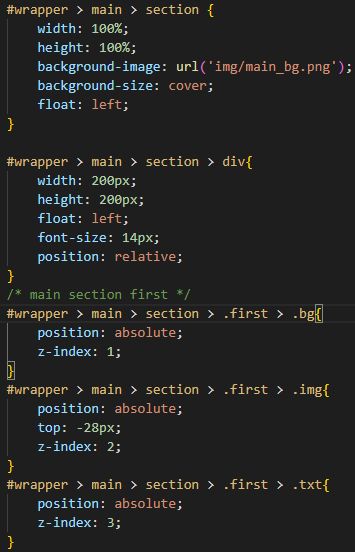 #wrapper > main > section {
    width: 100%;
    height: 100%;
    background-image: url('img/main_bg.png');
    background-size: cover;
    float: left;
}

#wrapper > main > section > div{
    width: 200px;
    height: 200px;
    float: left;
    font-size: 14px;
    position: relative;
}
/* main section first */
#wrapper > main > section > .first > .bg{
    position: absolute;
    z-index: 1;
}
#wrapper > main > section > .first > .img{
    position: absolute;
    top: -28px;
    z-index: 2;
}
#wrapper > main > section > .first > .txt{
    position: absolute;
    z-index: 3;
}